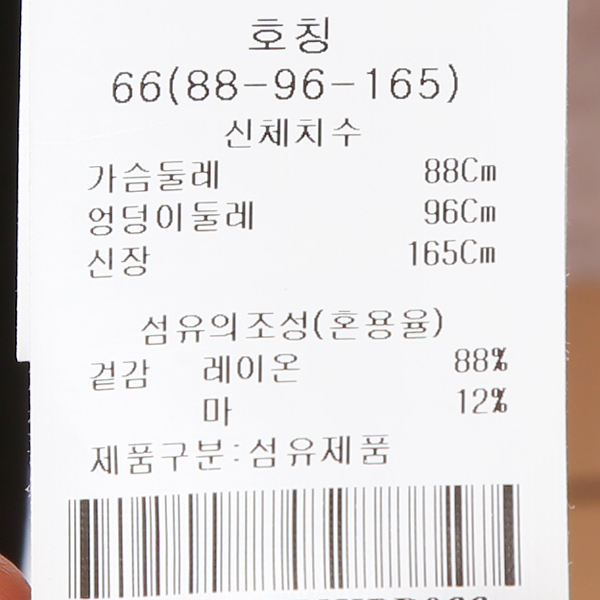 호칭
66(88-96-165)
신체치수
가슴둘레 88Cm
엉덩이둘레 96Cm
신장 165Cm
섬유의조성(혼용율)
겉감 레이온 88%
마 12%
제품구분:섬유제품